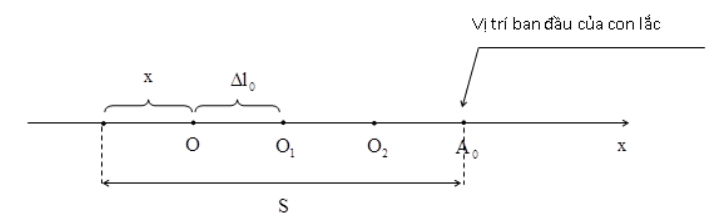 Vị trí ban đầu của con lắc
x Δl₀
O O₁ O₂ A₀ x
S